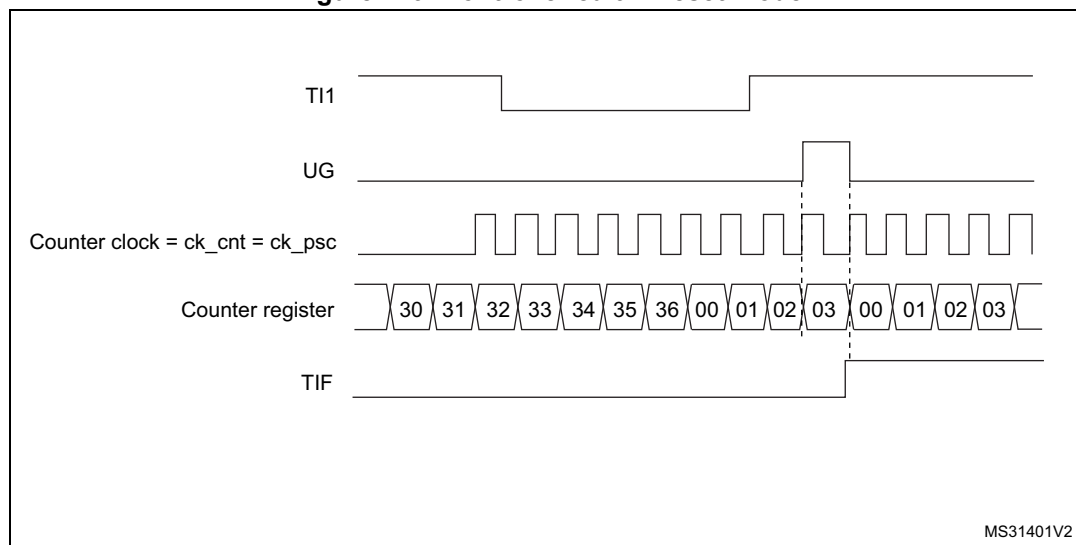 TI1
UG
Counter clock = ck_cnt = ck_psc
Counter register 30 31 32 33 34 35 36 00 01 02 03 00 01 02 03
TIF
MS31401V2